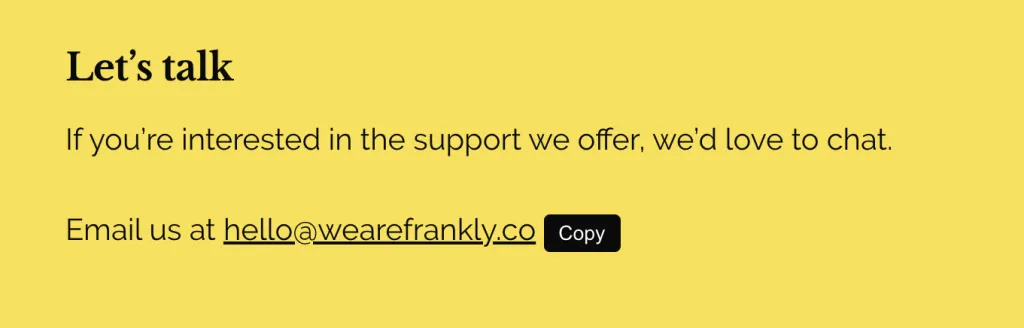 Let’s talk
If you’re interested in the support we offer, we’d love to chat.
Email us at hello@wearefrankly.co Copy